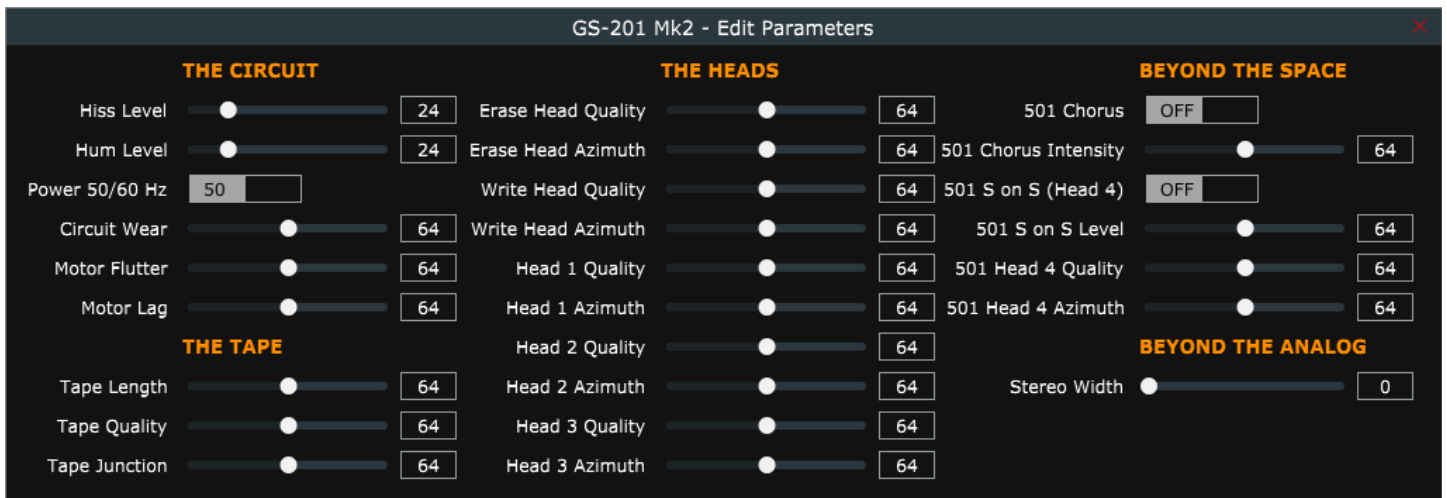 GS-201 Mk2 - Edit Parameters
THE CIRCUIT
Hiss Level 24
Hum Level 24
Power 50/60 Hz 50
Circuit Wear 64
Motor Flutter 64
Motor Lag 64
THE TAPE
Tape Length 64
Tape Quality 64
Tape Junction 64
THE HEADS
Erase Head Quality 64
Erase Head Azimuth 64
Write Head Quality 64
Write Head Azimuth 64
Head 1 Quality 64
Head 1 Azimuth 64
Head 2 Quality 64
Head 2 Azimuth 64
Head 3 Quality 64
Head 3 Azimuth 64
BEYOND THE SPACE
501 Chorus OFF
501 Chorus Intensity 64
501 S on S (Head 4) OFF
501 S on S Level 64
501 Head 4 Quality 64
501 Head 4 Azimuth 64
BEYOND THE ANALOG
Stereo Width 0